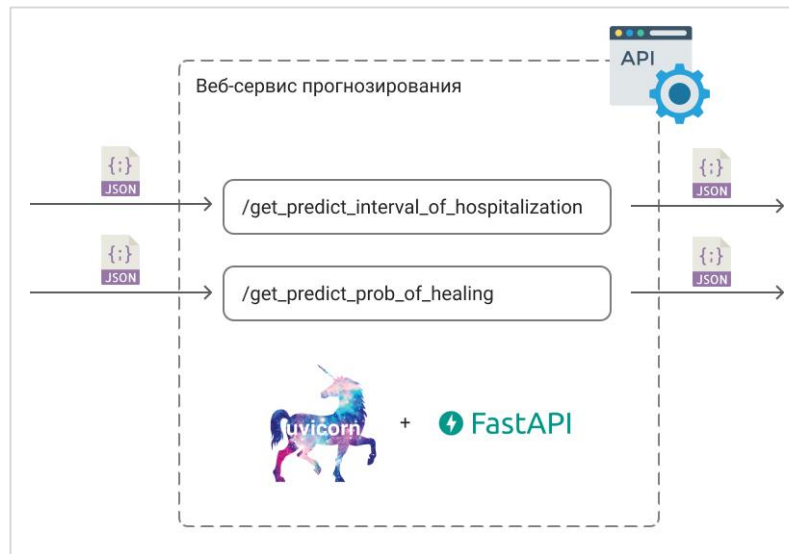 API
Веб-сервис прогнозирования
{;}
JSON
{;}
JSON
/get_predict_interval_of_hospitalization
{;}
JSON
{;}
JSON
/get_predict_prob_of_healing
uvicorn
+
FastAPI